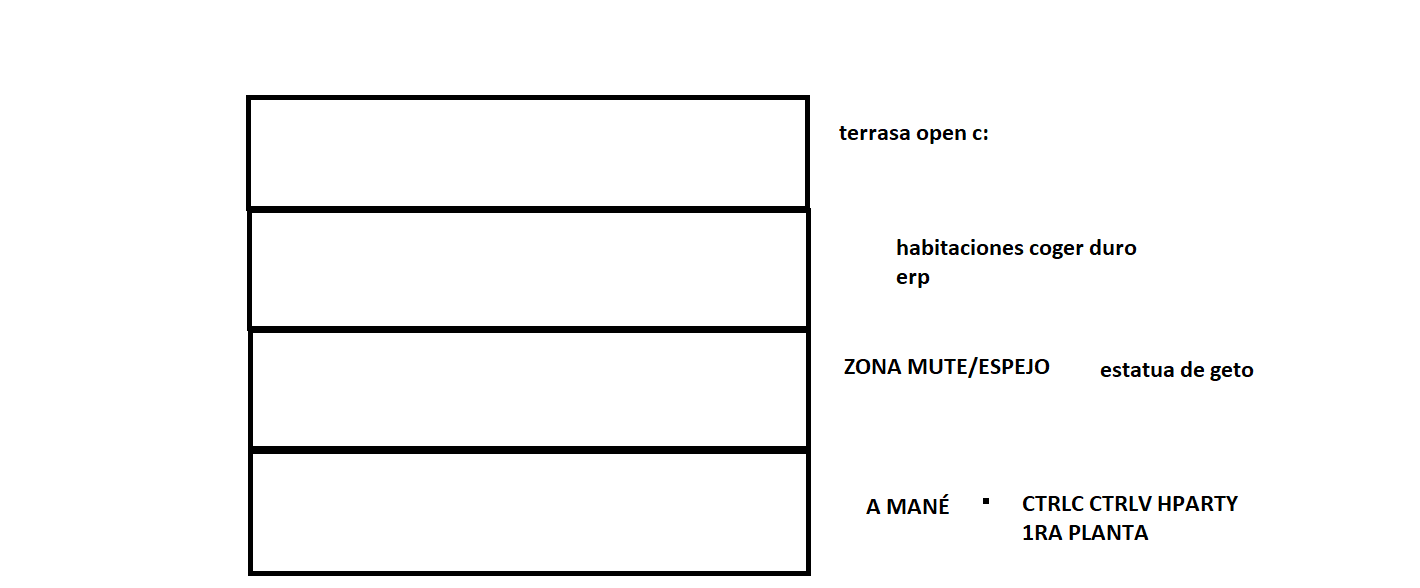 terrasa open c:
habitaciones coger duro
erp
ZONA MUTE/ESPEJO
estatua de geto
A MANÉ
CTRLC CTRLV HPARTY
1RA PLANTA